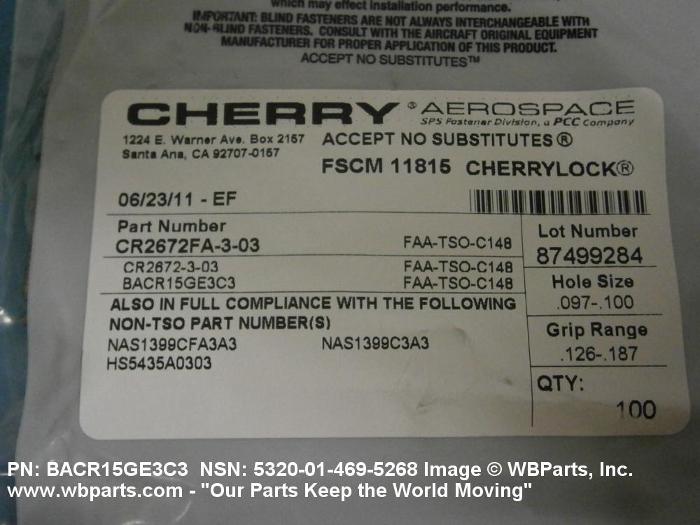 which may effect installation performance.
IMPORTANT: BLIND FASTENERS ARE NOT ALWAYS INTERCHANGEABLE WITH
NON-BLIND FASTENERS. CONSULT WITH THE AIRCRAFT ORIGINAL EQUIPMENT
MANUFACTURER FOR PROPER APPLICATION OF THIS PRODUCT.
ACCEPT NO SUBSTITUTES™
CHERRY® AEROSPACE
SPS Fastener Division, a PCC Company
1224 E. Warner Ave. Box 2157 ACCEPT NO SUBSTITUTES®
Santa Ana, CA 92707-0157
FSCM 11815 CHERRYLOCK®
06/23/11 - EF
Part Number
CR2672FA-3-03 FAA-TSO-C148
CR2672-3-03 FAA-TSO-C148
BACR15GE3C3 FAA-TSO-C148
ALSO IN FULL COMPLIANCE WITH THE FOLLOWING
NON-TSO PART NUMBER(S)
NAS1399CFA3A3 NAS1399C3A3
HS5435A0303
Lot Number
87499284
Hole Size
.097-.100
Grip Range
.126-.187
QTY:
100
PN: BACR15GE3C3 NSN: 5320-01-469-5268 Image © WBParts, Inc.
www.wbparts.com - "Our Parts Keep the World Moving"